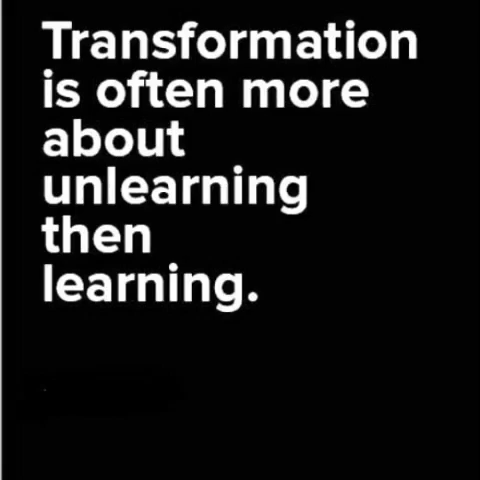 Transformation
is often more
about
unlearning
then
learning.